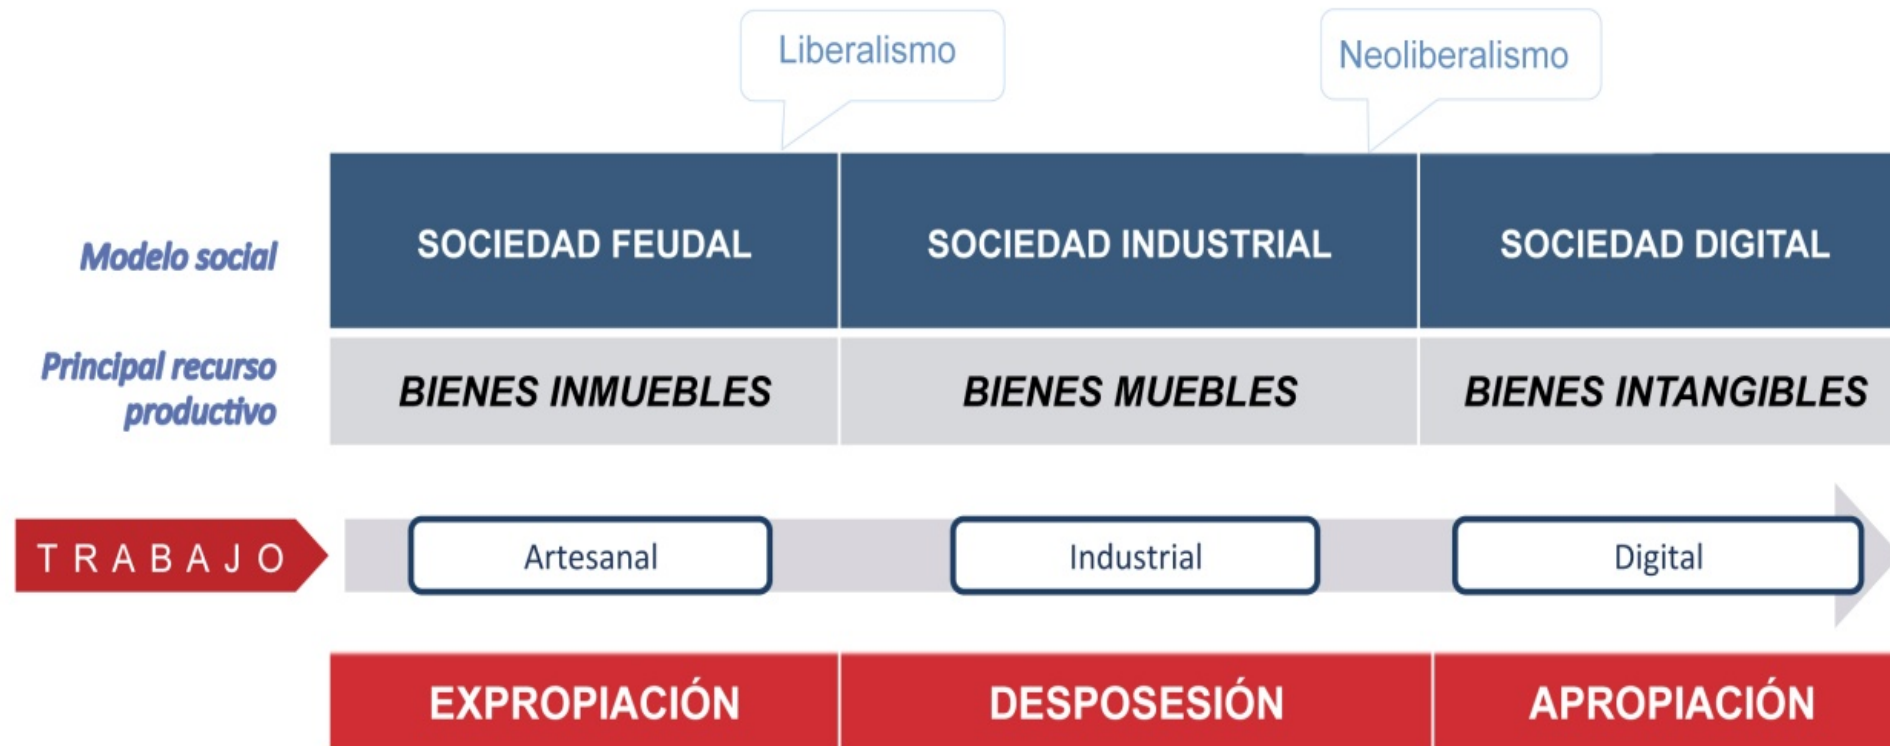 Liberalismo
Neoliberalismo
Modelo social
SOCIEDAD FEUDAL
SOCIEDAD INDUSTRIAL
SOCIEDAD DIGITAL
Principal recurso
productivo
BIENES INMUEBLES
BIENES MUEBLES
BIENES INTANGIBLES
TRABAJO
Artesanal
Industrial
Digital
EXPROPIACIÓN
DESPOSESIÓN
APROPIACIÓN